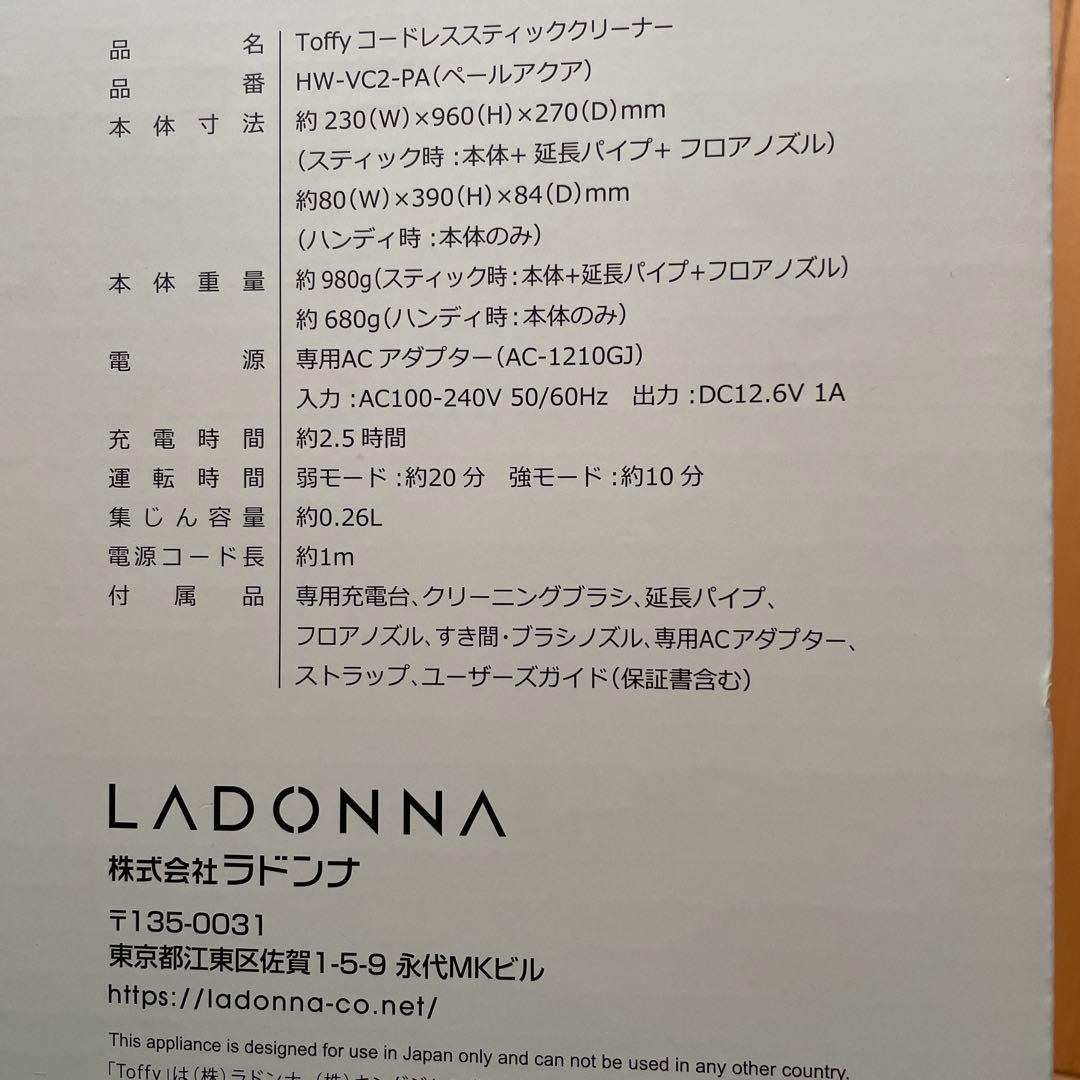 品名 Toffy コードレススティッククリーナー
品番 HW-VC2-PA(ペールアクア)
本体寸法 約 230(W)×960(H)×270(D)mm
(スティック時 :本体+ 延長パイプ+ フロアノズル)
約80(W)×390(H)×84(D)mm
(ハンディ時 :本体のみ)
本体重量 約 980g(スティック時:本体+延長パイプ+フロアノズル)
約 680g(ハンディ時:本体のみ)
電源 専用AC アダプター(AC-1210GJ)
入力 :AC100-240V 50/60Hz 出力 :DC12.6V 1A
充電時間 約2.5 時間
運転時間 弱モード :約20 分 強モード :約10 分
集じん容量 約0.26L
電源コード長 約1m
付属品 専用充電台、クリーニングブラシ、延長パイプ、
フロアノズル、すき間・ブラシノズル、専用ACアダプター、
ストラップ、ユーザーズガイド(保証書含む)
LADONNA
株式会社ラドンナ
〒135-0031
東京都江東区佐賀1-5-9 永代MKビル
https://ladonna-co.net/
This appliance is designed for use in Japan only and can not be used in any other country.
「Toffy」は(株)ラドンナ、(株)